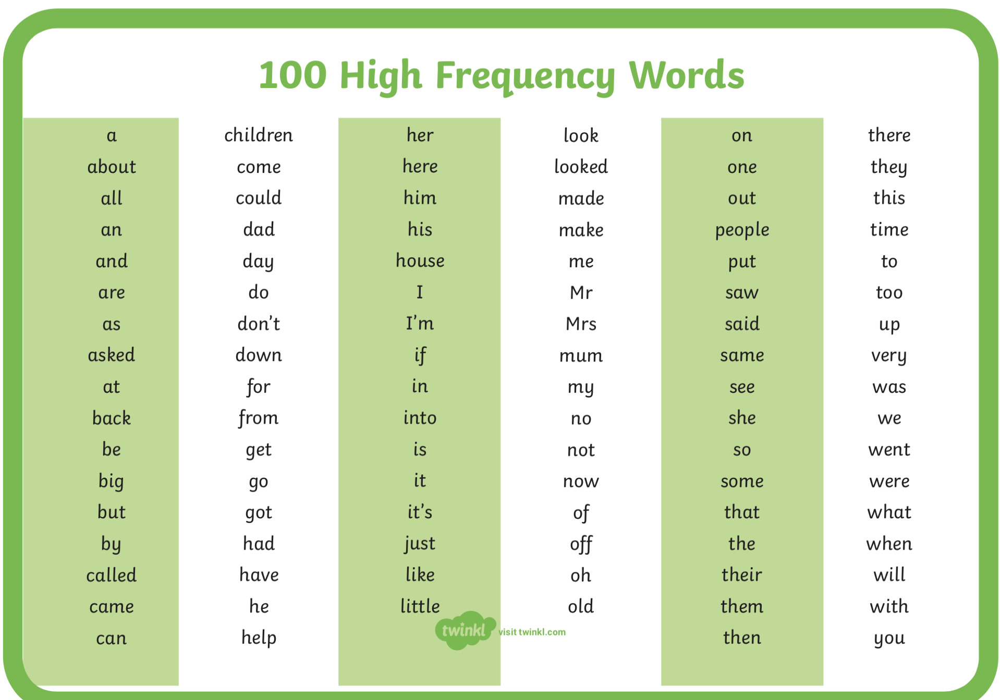 100 High Frequency Words
a
about
all
an
and
are
as
asked
at
back
be
big
but
by
called
came
can
children
come
could
dad
day
do
don’t
down
for
from
get
go
got
had
have
he
help
her
here
him
his
house
I
I’m
if
in
into
is
it
it’s
just
like
little
look
looked
made
make
me
Mr
Mrs
mum
my
no
not
now
of
off
oh
old
on
one
out
people
put
saw
said
same
see
she
so
some
that
the
their
them
then
there
they
this
time
to
too
up
very
was
we
went
were
what
when
will
with
you
twinkl visit twinkl.com